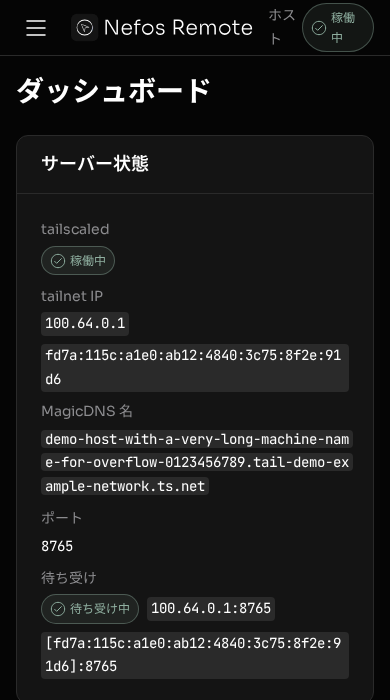 Nefos Remote
ホス
ト
稼働
中
ダッシュボード
サーバー状態
tailscaled
稼働中
tailnet IP
100.64.0.1
fd7a:115c:a1e0:ab12:4840:3c75:8f2e:91
d6
MagicDNS 名
demo-host-with-a-very-long-machine-nam
e-for-overflow-0123456789.tail-demo-ex
ample-network.ts.net
ポート
8765
待ち受け
待ち受け中 100.64.0.1:8765
[fd7a:115c:a1e0:ab12:4840:3c75:8f2e:9
1d6]:8765